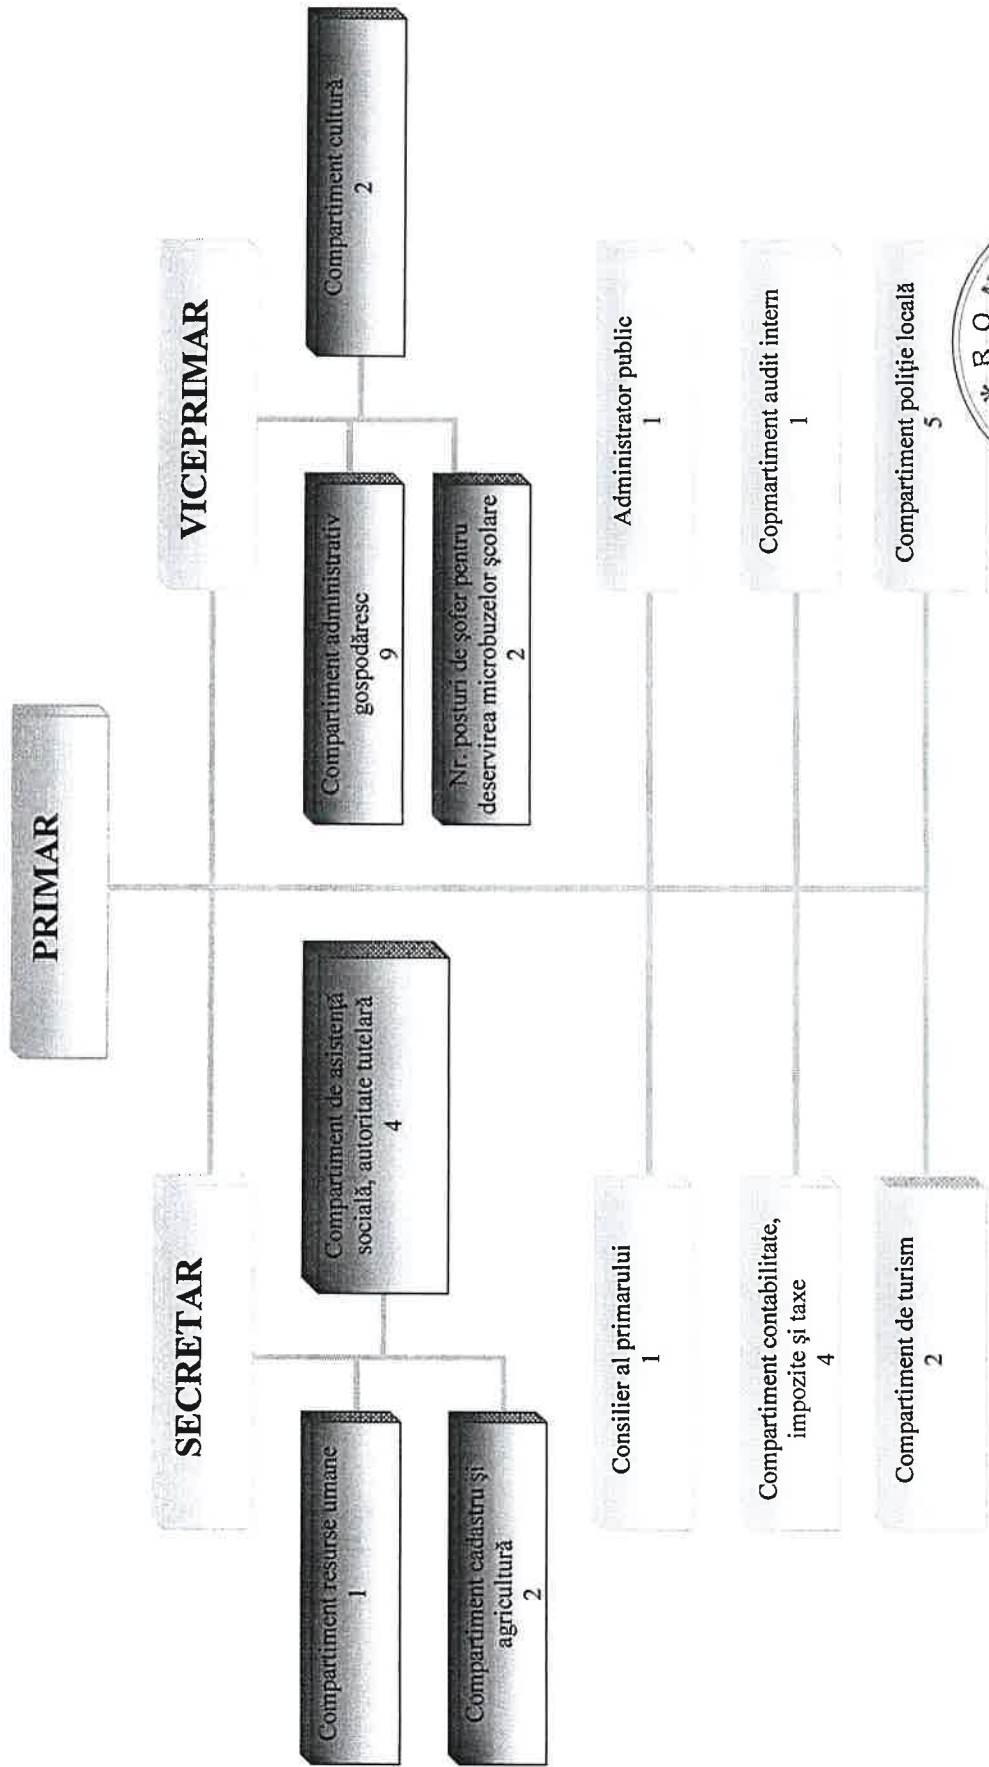 PRIMAR
SECRETAR
VICEPRIMAR
Compartiment resurse umane
1
Compartiment de asistenţă
socială, autoritate tutelară
4
Compartiment cadastru şi
agricultură
2
Compartiment administrativ
gospodăresc
9
Compartiment cultură
2
Nr. posturi de şofer pentru
deservirea microbuzelor şcolare
2
Consilier al primarului
1
Administrator public
1
Compartiment contabilitate,
impozite şi taxe
4
Copmartiment audit intern
1
Compartiment de turism
2
Compartiment poliţie locală
5
* R O